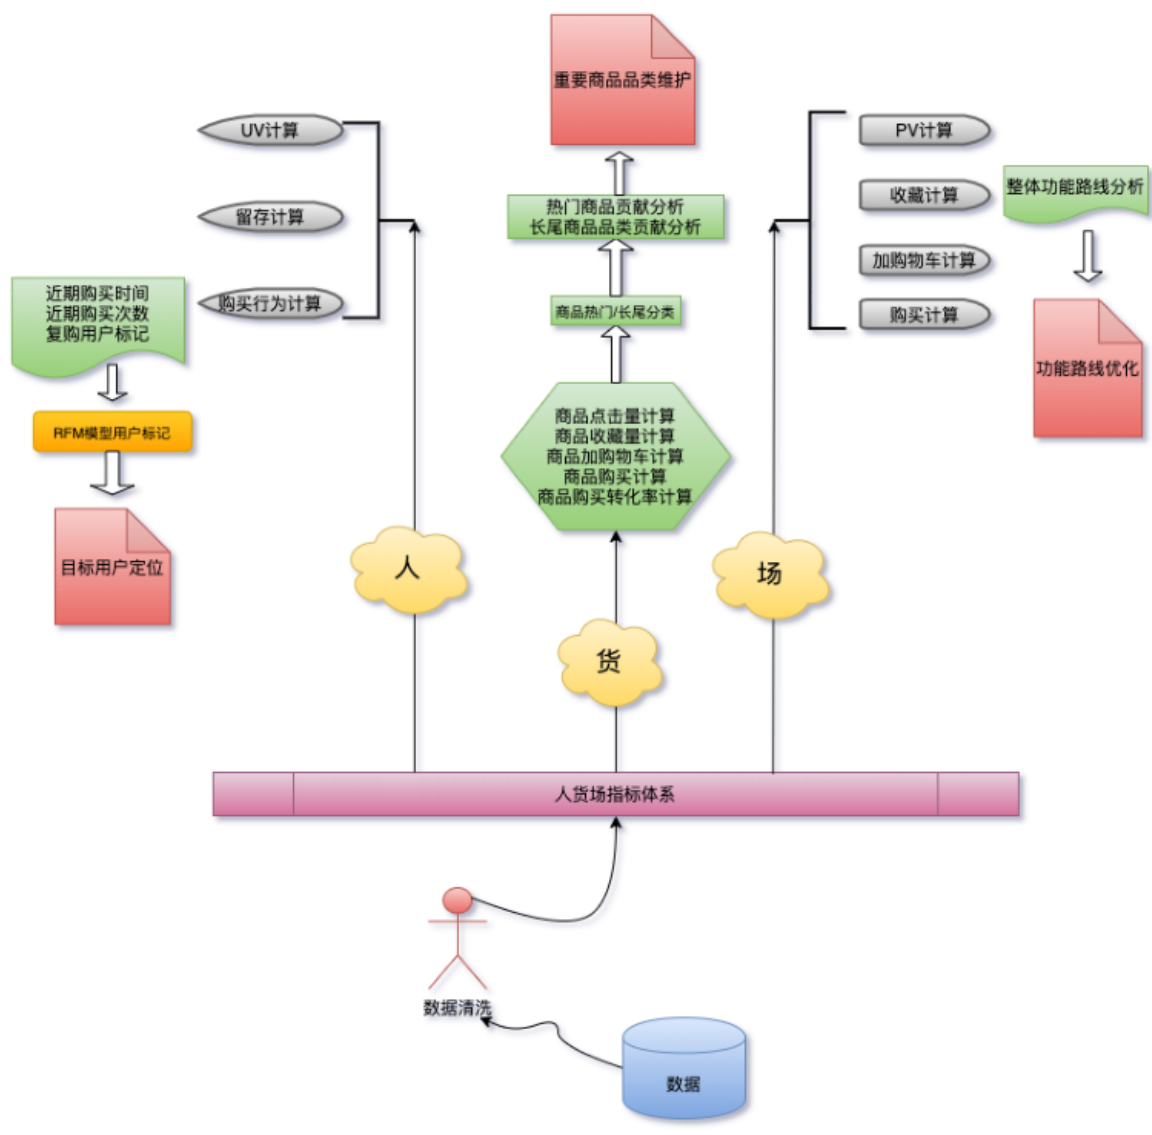 重要商品品类维护
UV计算
留存计算
购买行为计算
热门商品贡献分析
长尾商品品类贡献分析
商品热门/长尾分类
PV计算
收藏计算
加购物车计算
购买计算
整体功能路线分析
功能路线优化
近期购买时间
近期购买次数
复购用户标记
RFM模型用户标记
目标用户定位
商品点击量计算
商品收藏量计算
商品加购物车计算
商品购买计算
商品购买转化率计算
人
货
场
人货场指标体系
数据清洗
数据